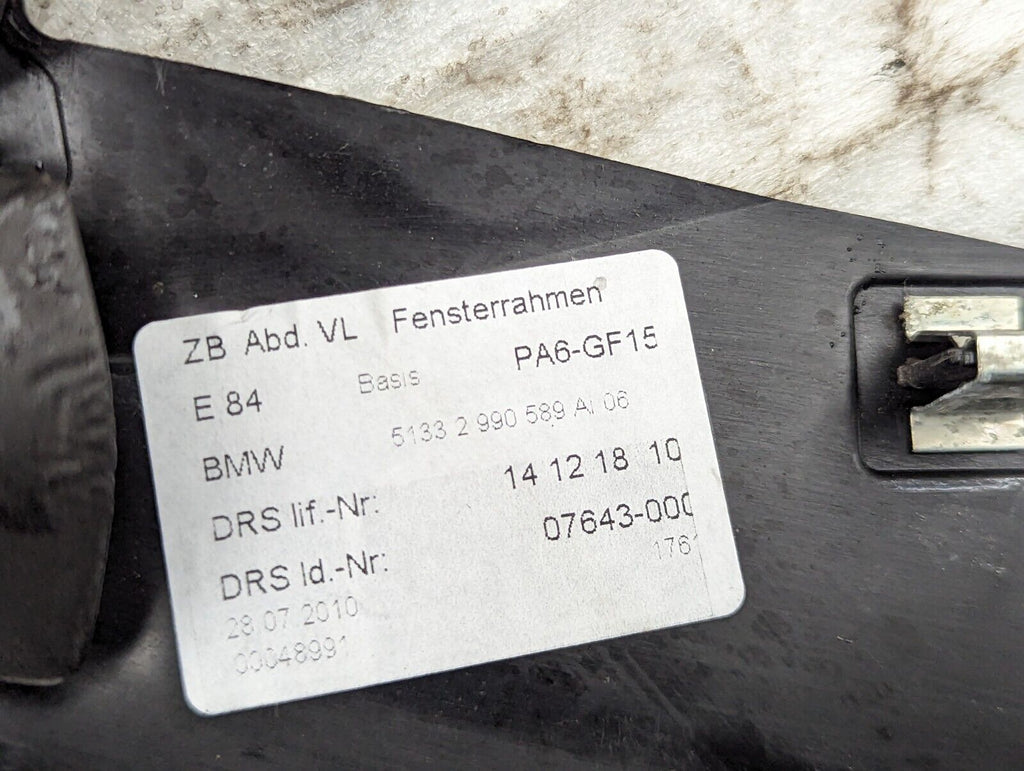 ZB Abd. VL Fensterrahmen
E 84 Basis PA6-GF15
BMW 5133 2 990 589 AI 06
DRS lif.-Nr: 14 12 18 10
DRS Id.-Nr: 07643-000
28 07 2010 1761
00048991